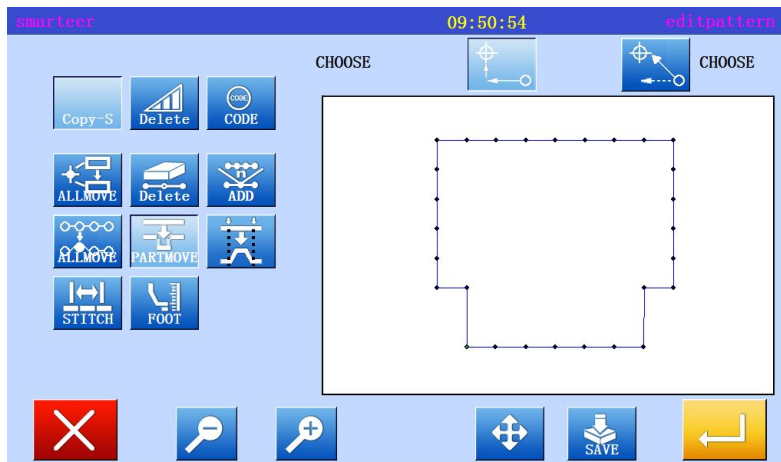 smarteer 09:50:54 editpattern
CHOOSE CHOOSE
Copy-S Delete CODE CODE
ALLMOVE Delete n ADD
ALLMOVE PARTMOVE
STITCH FOOT
SAVE